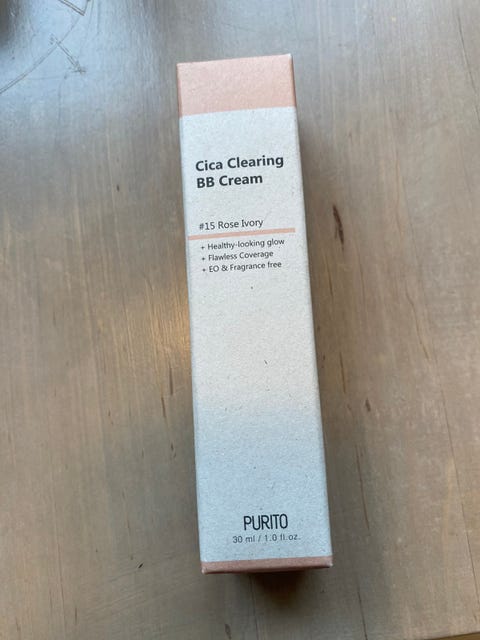 Cica Clearing
BB Cream
#15 Rose Ivory
+ Healthy-looking glow
+ Flawless Coverage
+ EO & Fragrance free
PURITO
30 ml / 1.0 fl.oz.